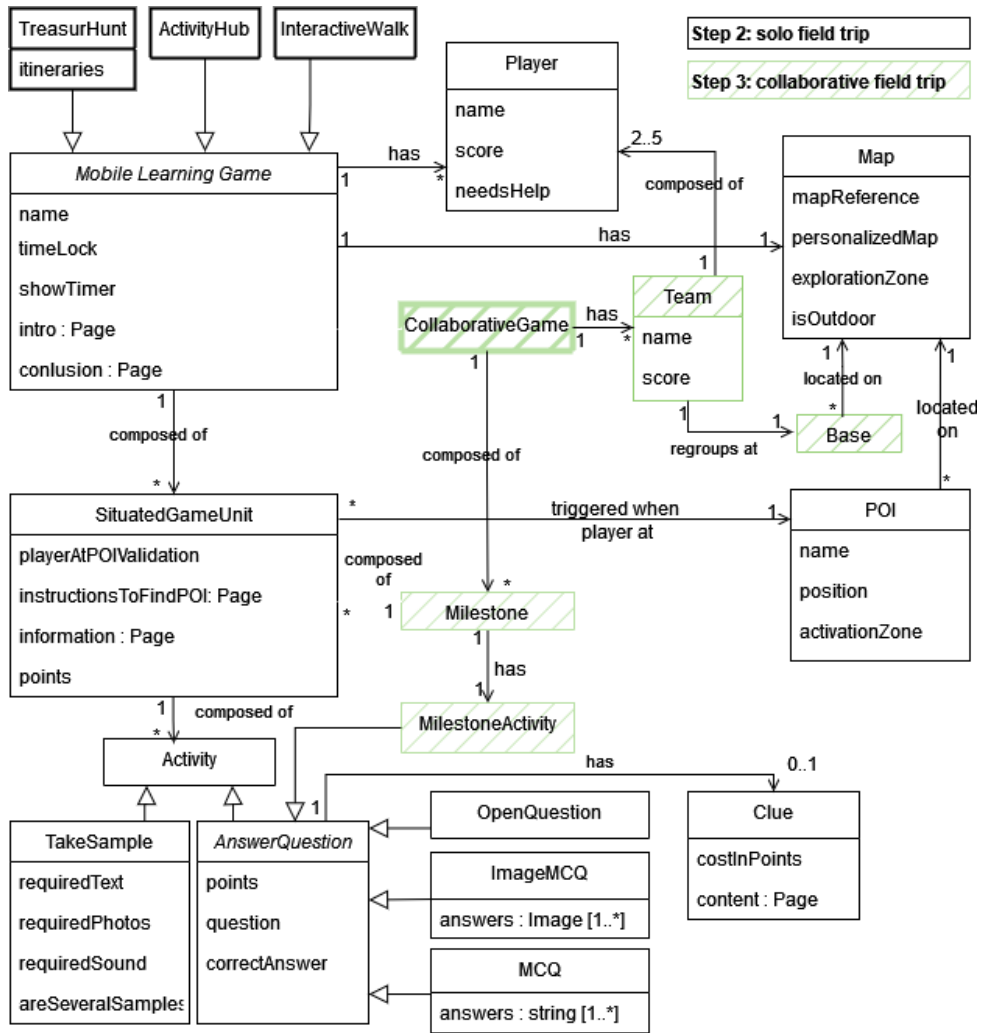 TreasurHunt
itineraries
ActivityHub
InteractiveWalk
Step 2: solo field trip
Step 3: collaborative field trip
Player
name
score
needsHelp
has
1
*
2..5
composed of
1
Mobile Learning Game
name
timeLock
showTimer
intro : Page
conlusion : Page
1
has
1
Map
mapReference
personalizedMap
explorationZone
isOutdoor
CollaborativeGame
has
1
*
Team
name
score
1
composed of
*
1
regroups at
1
Base
*
located on
1
1
located
on
*
1
composed of
*
SituatedGameUnit
playerAtPOIValidation
instructionsToFindPOI: Page
information : Page
points
*
triggered when
player at
1
POI
name
position
activationZone
composed
of
1
*
Milestone
1
has
1
MilestoneActivity
1
composed of
*
Activity
TakeSample
requiredText
requiredPhotos
requiredSound
areSeveralSamples
AnswerQuestion
points
question
correctAnswer
1
has
0..1
Clue
costInPoints
content : Page
OpenQuestion
ImageMCQ
answers : Image [1..*]
MCQ
answers : string [1..*]